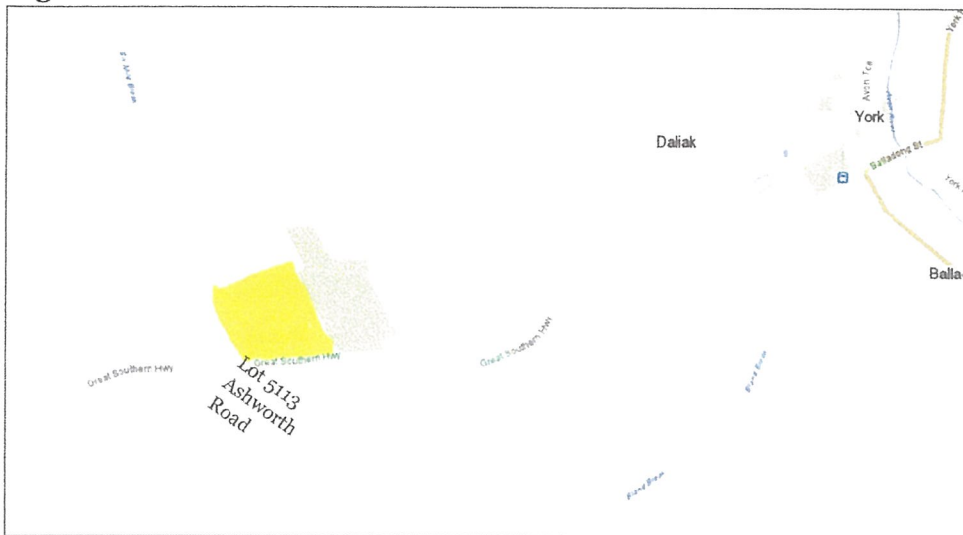 Avon Tce
York
Daliak
Balladong St
Balla
Great Southern Hwy
Great Southern Hwy
Great Southern Hwy
Lot 5113
Ashworth
Road